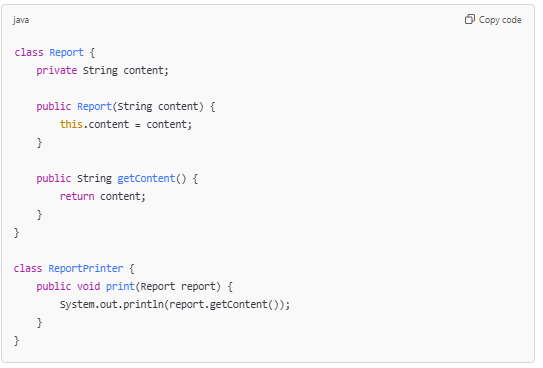 java
Copy code
class Report {
    private String content;

    public Report(String content) {
        this.content = content;
    }

    public String getContent() {
        return content;
    }
}

class ReportPrinter {
    public void print(Report report) {
        System.out.println(report.getContent());
    }
}